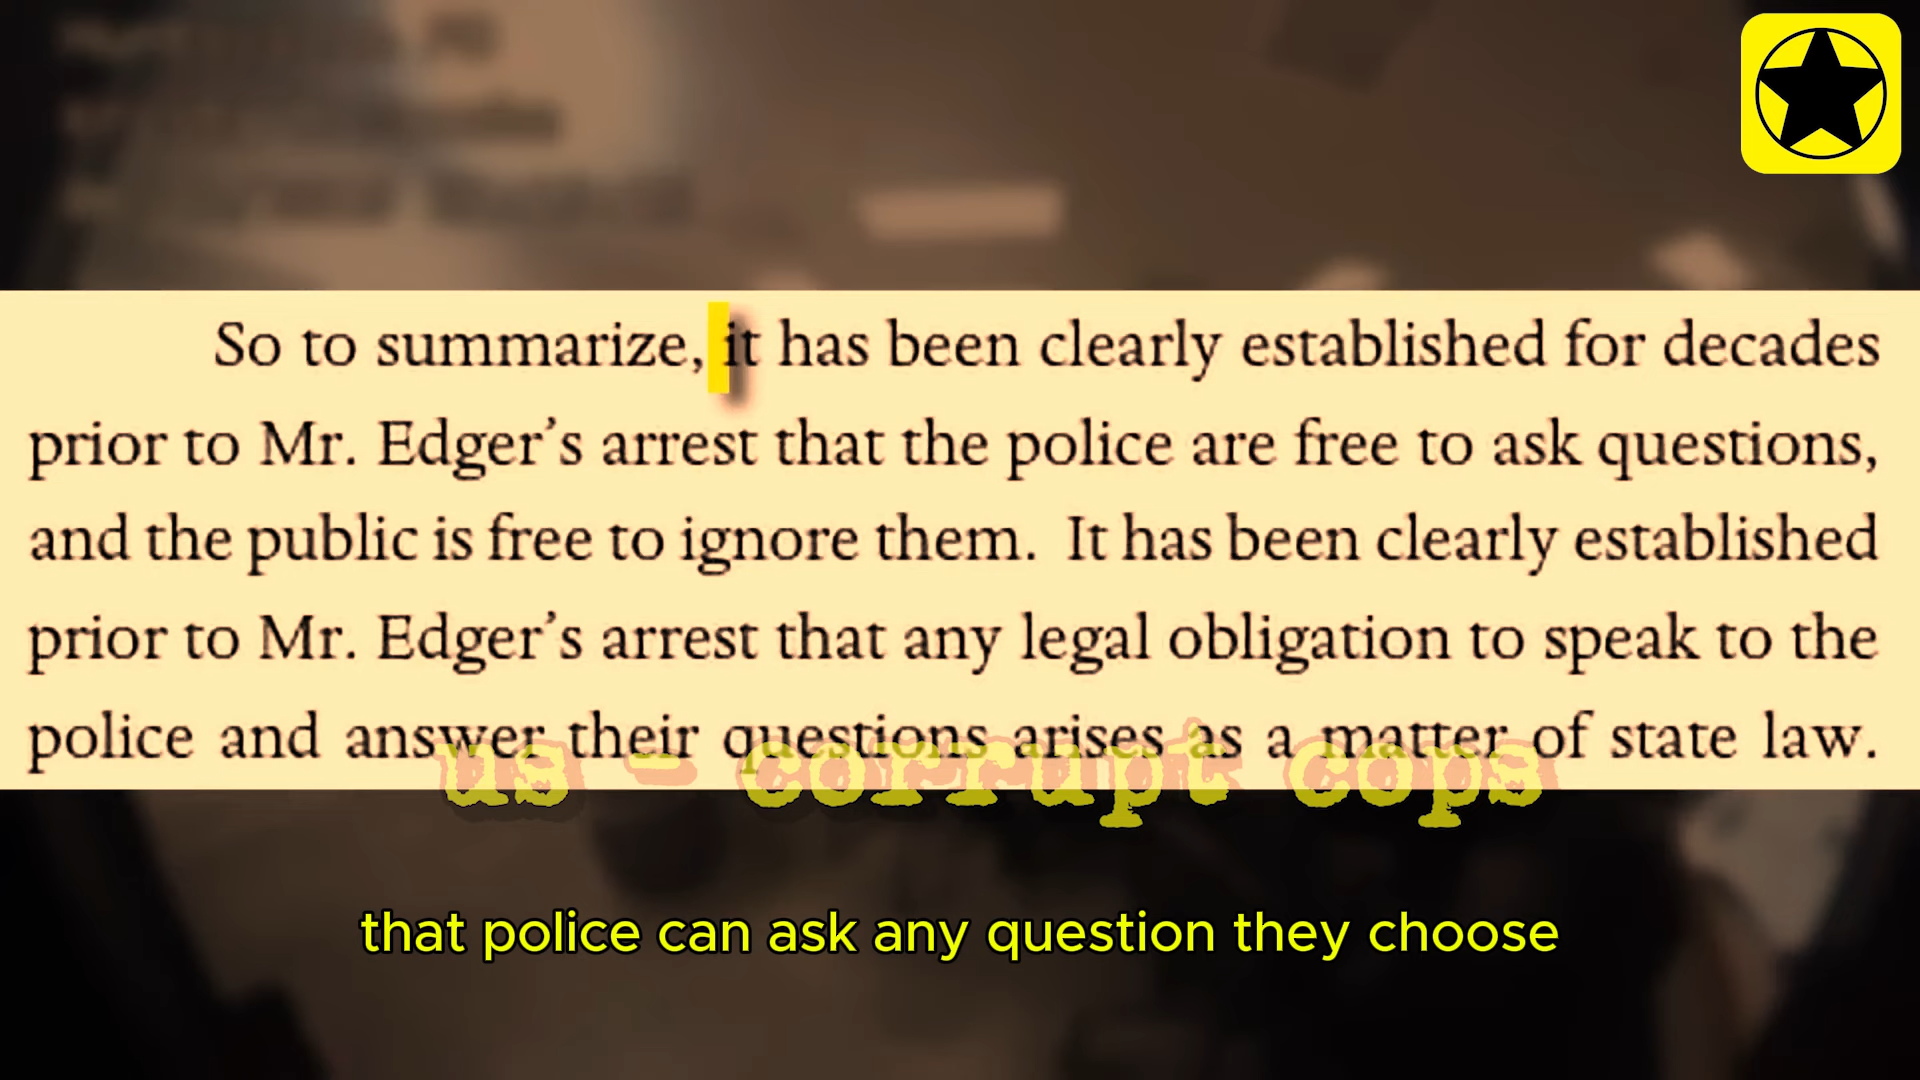 So to summarize, it has been clearly established for decades
prior to Mr. Edger’s arrest that the police are free to ask questions,
and the public is free to ignore them. It has been clearly established
prior to Mr. Edger’s arrest that any legal obligation to speak to the
police and answer their questions arises as a matter of state law.
us - corrupt cops
that police can ask any question they choose